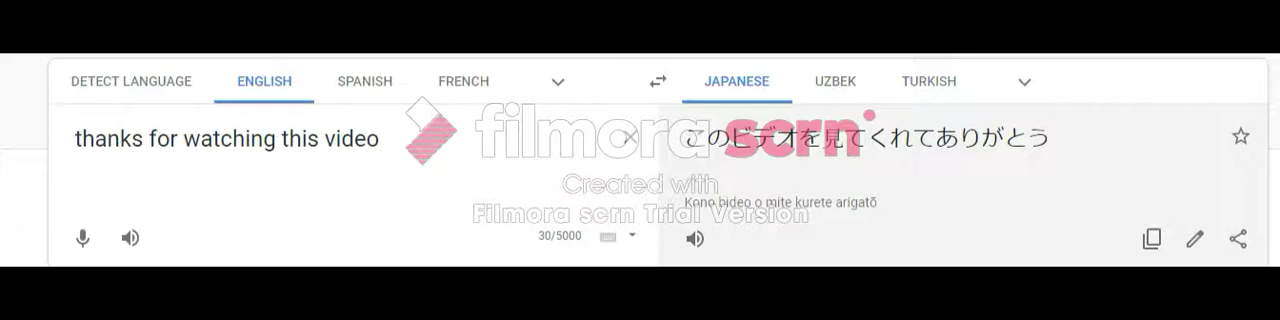 DETECT LANGUAGE ENGLISH SPANISH FRENCH JAPANESE UZBEK TURKISH
thanks for watching this video
このビデオを見てくれてありがとう
filmora scrn
Created with
Filmora scrn Trial Version
Kono bideo o mite kurete arigatō
30/5000